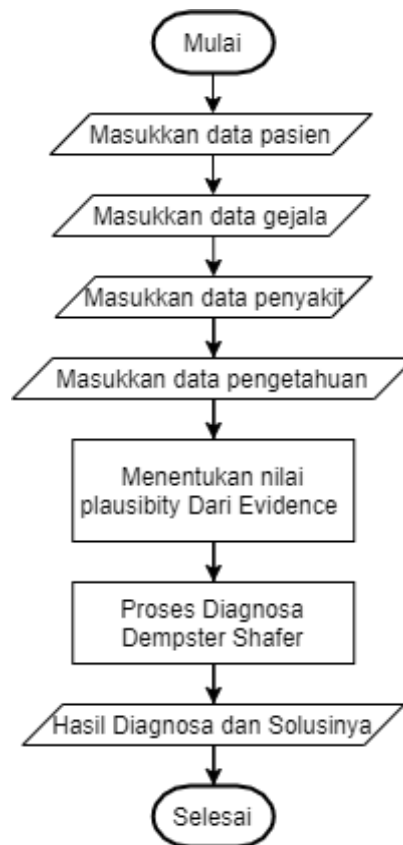 Mulai
Masukkan data pasien
Masukkan data gejala
Masukkan data penyakit
Masukkan data pengetahuan
Menentukan nilai
plausibity Dari Evidence
Proses Diagnosa
Dempster Shafer
Hasil Diagnosa dan Solusinya
Selesai